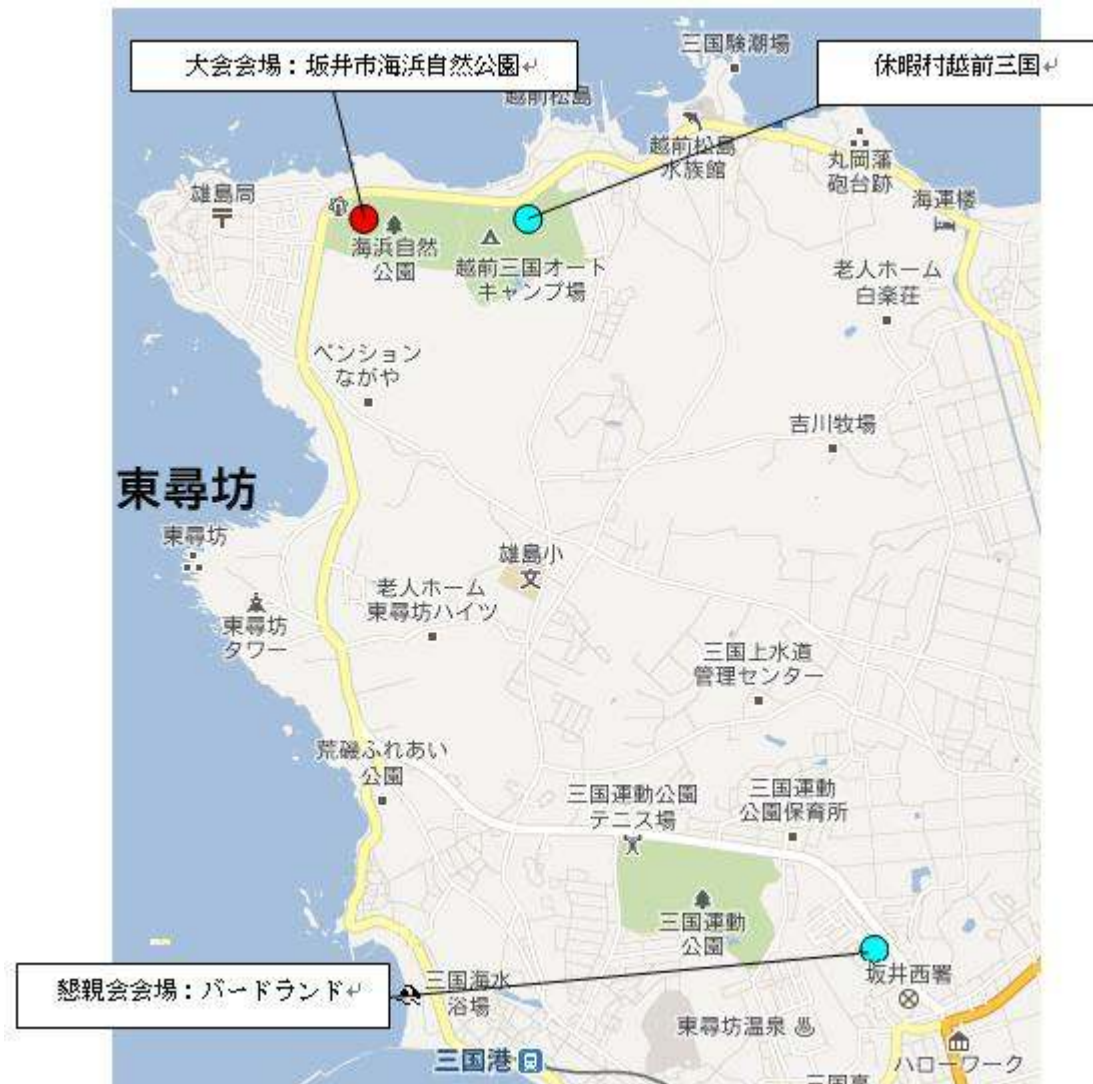 三国験潮場
大会会場：坂井市海浜自然公園↵
休暇村越前三国↵
越前松島
越前松島
水族館
丸岡藩
砲台跡
雄島局
海運楼
海浜自然
公園
越前三国オート
キャンプ場
老人ホーム
白楽荘
ペンション
ながや
吉川牧場
東尋坊
東尋坊
雄島小
文
老人ホーム
東尋坊ハイツ
東尋坊
タワー
三国上水道
管理センター
荒磯ふれあい
公園
三国運動公園
テニス場
三国運動
公園保育所
三国運動
公園
坂井西署
懇親会会場：バードランド↵
三国海水
浴場
東尋坊温泉
三国港
ハローワーク
三国高